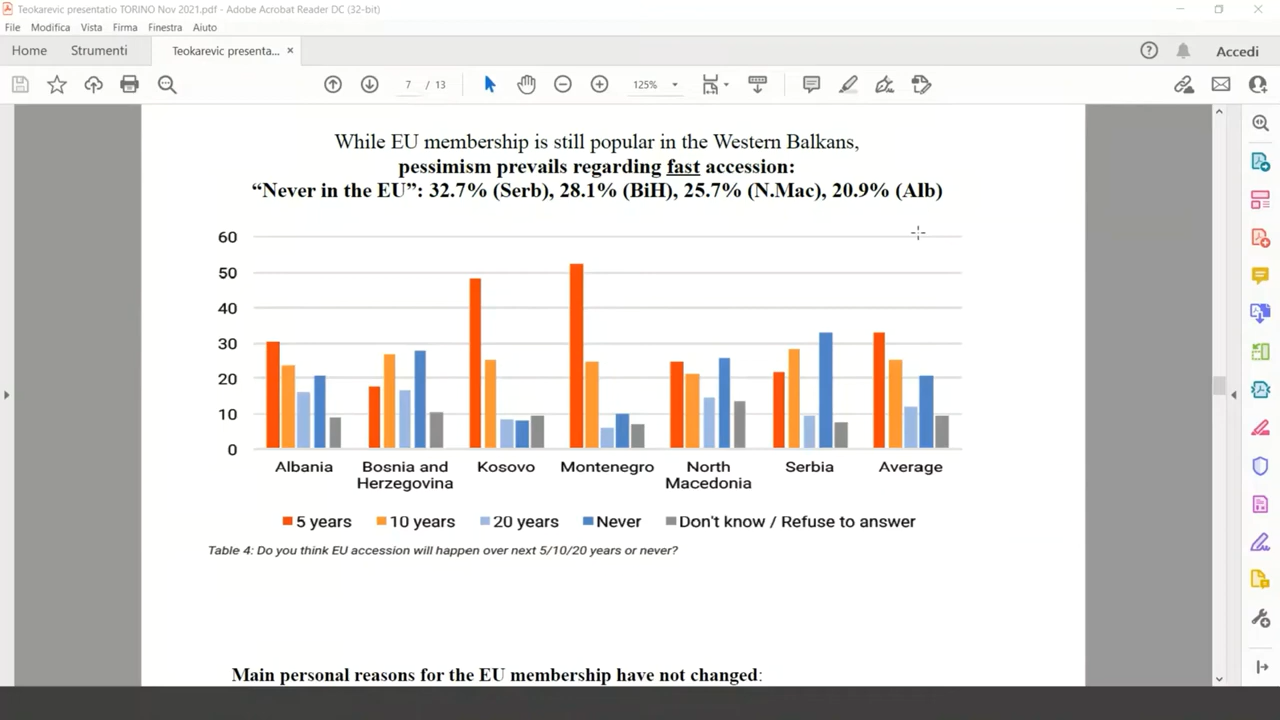 Teokarevic presentatio TORINO Nov 2021.pdf - Adobe Acrobat Reader DC (32-bit)
File Modifica Vista Firma Finestra Aiuto
Home Strumenti Teokarevic presenta... × Accedi
7 / 13 125%
While EU membership is still popular in the Western Balkans,
pessimism prevails regarding fast accession:
“Never in the EU”: 32.7% (Serb), 28.1% (BiH), 25.7% (N.Mac), 20.9% (Alb)
60
50
40
30
20
10
0
Albania Bosnia and Herzegovina Kosovo Montenegro North Macedonia Serbia Average
5 years 10 years 20 years Never Don't know / Refuse to answer
Table 4: Do you think EU accession will happen over next 5/10/20 years or never?
Main personal reasons for the EU membership have not changed: